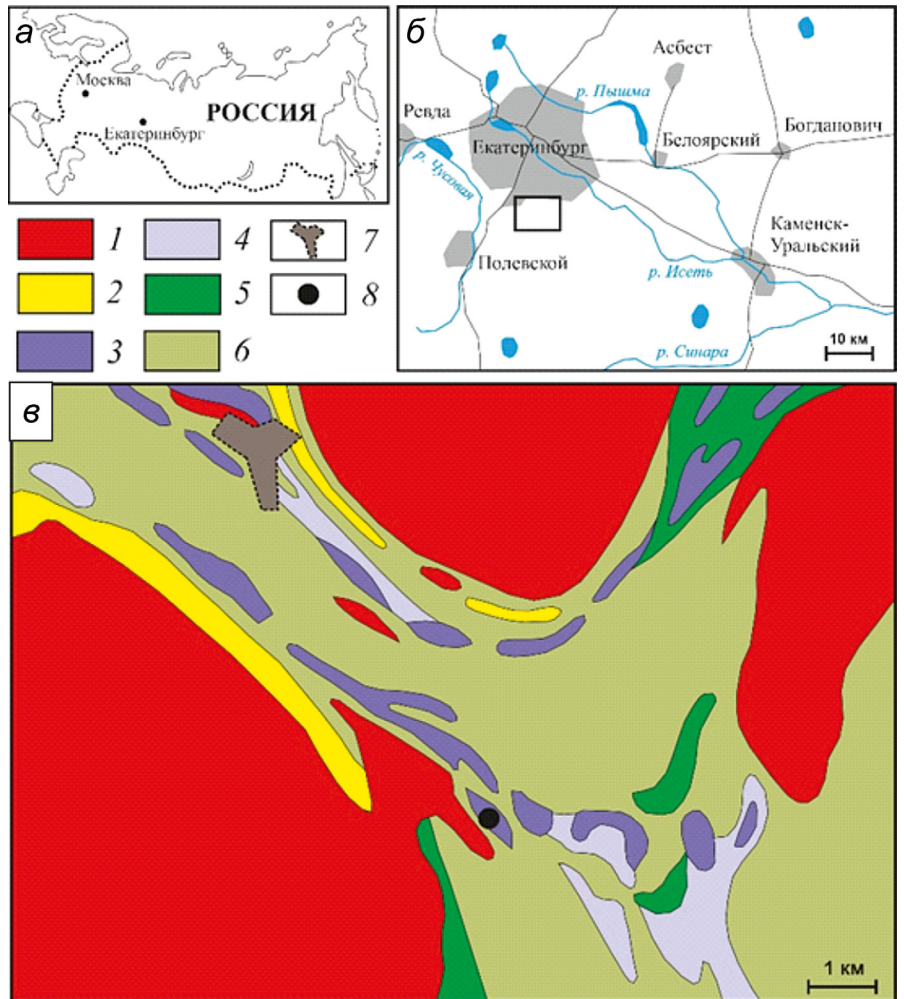 а
Москва
РОССИЯ
Екатеринбург
б
Асбест
р. Пышма
Ревда
Екатеринбург
Белоярский
Богданович
р. Чусовая
Каменск-
Уральский
Полевской
р. Исеть
р. Синара
10 км
1
4
7
2
5
8
3
6
в
1 км